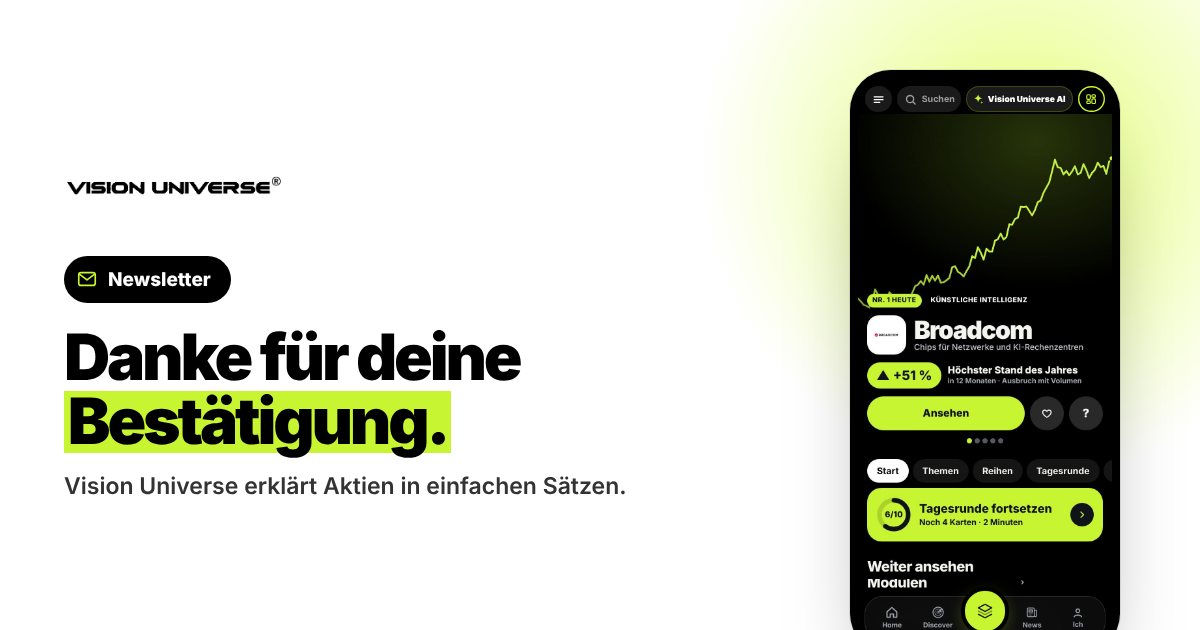 VISION UNIVERSE®
Newsletter
Danke für deine
Bestätigung.
Vision Universe erklärt Aktien in einfachen Sätzen.
Suchen
Vision Universe AI
NR. 1 HEUTE
KÜNSTLICHE INTELLIGENZ
BROADCOM
Broadcom
Chips für Netzwerke und KI-Rechenzentren
▲ +51 %
Höchster Stand des Jahres
In 12 Monaten · Ausbruch mit Volumen
Ansehen
?
Start
Themen
Reihen
Tagesrunde
6/10
Tagesrunde fortsetzen
Noch 4 Karten · 2 Minuten
Weiter ansehen
Modulen
Home
Discover
News
Ich